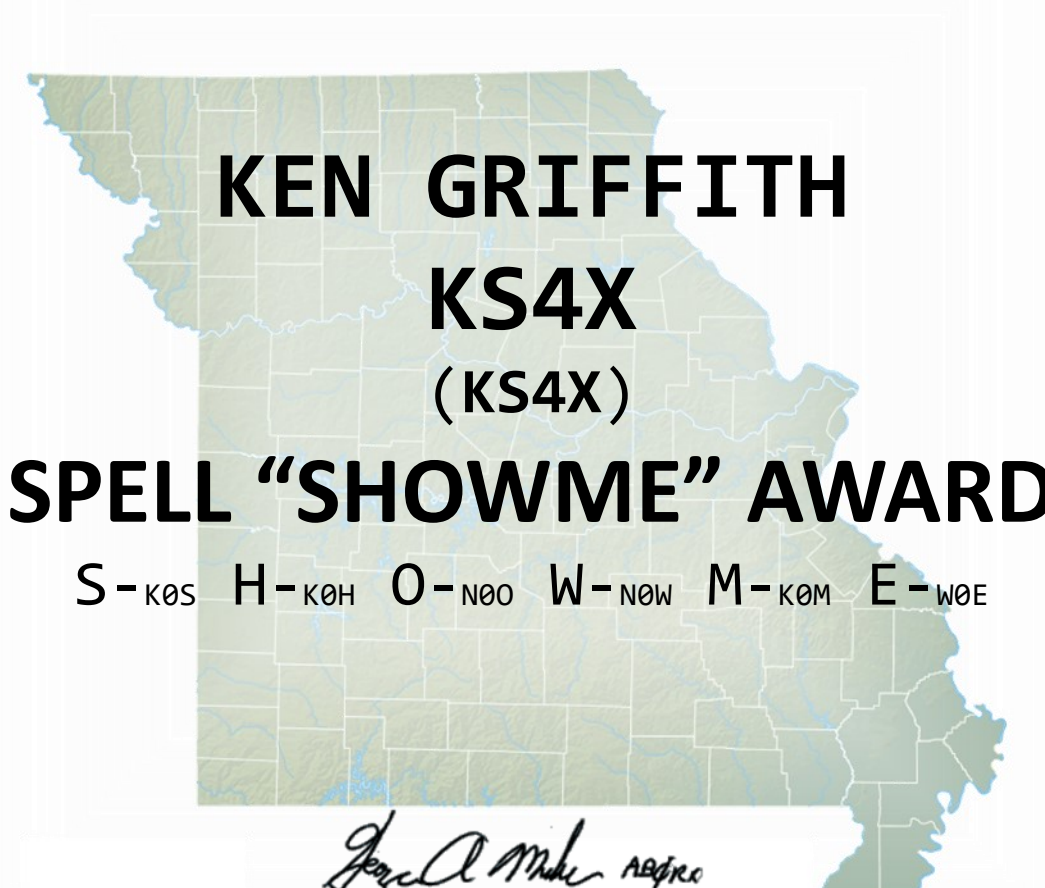 KEN GRIFFITH
KS4X
(KS4X)
SPELL “SHOWME” AWARD
S-K0S H-K0H O-N0O W-N0W M-K0M E-W0E